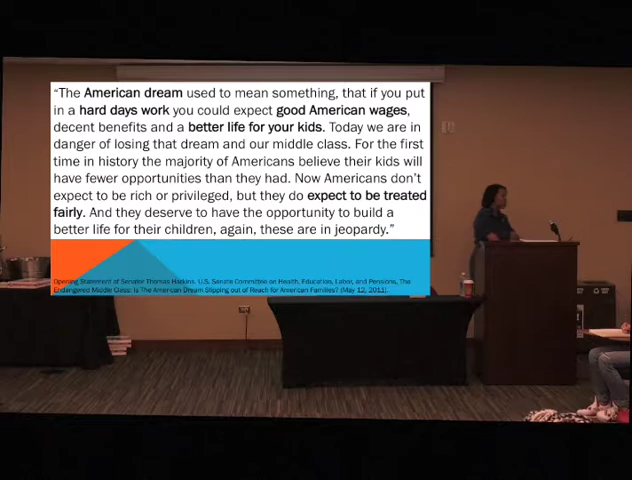 “The American dream used to mean something, that if you put
in a hard days work you could expect good American wages,
decent benefits and a better life for your kids. Today we are in
danger of losing that dream and our middle class. For the first
time in history the majority of Americans believe their kids will
have fewer opportunities than they had. Now Americans don’t
expect to be rich or privileged, but they do expect to be treated
fairly. And they deserve to have the opportunity to build a
better life for their children, again, these are in jeopardy.”
Opening Statement of Senator Thomas Harkins. U.S. Senate Committee on Health, Education, Labor, and Pensions, The
Endangered Middle Class: Is The American Dream Slipping out of Reach for American Families? (May 12, 2011).